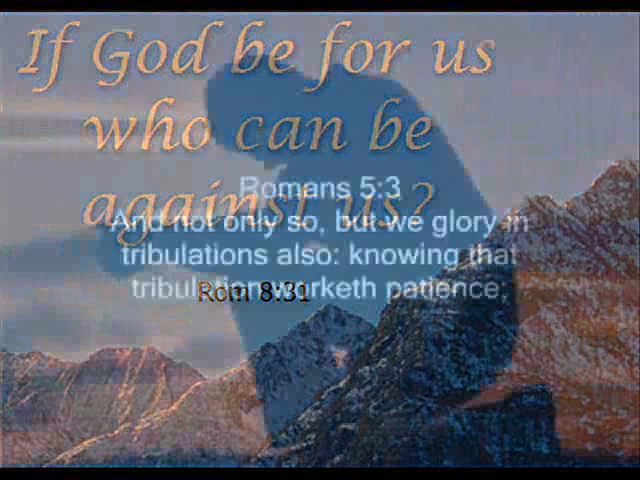 If God be for us
who can be
against us?
Romans 5:3
And not only so, but we glory in
tribulations also: knowing that
tribulation worketh patience;
Rom 8:31